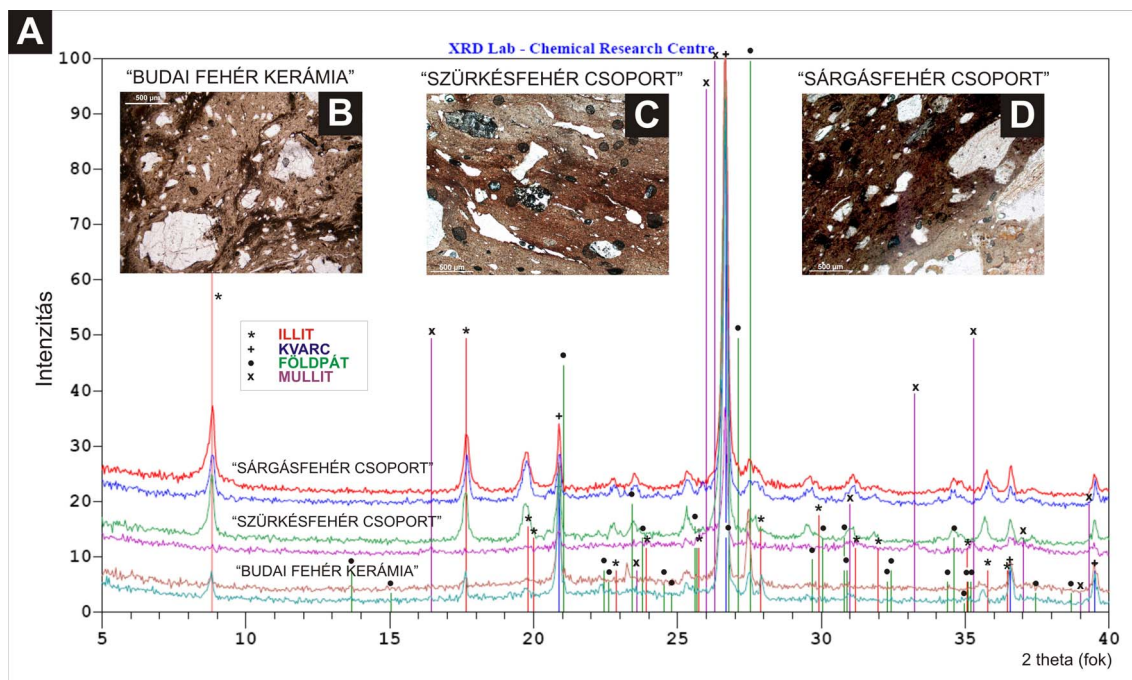 A
XRD Lab - Chemical Research Centre
"BUDAI FEHÉR KERÁMIA"
"SZÜRKÉSFEHÉR CSOPORT"
"SÁRGÁSFEHÉR CSOPORT"
500 µm
B
500 µm
C
500 µm
D
Intenzitás
100
90
80
70
60
50
40
30
20
10
0
* ILLIT
+ KVARC
• FÖLDPÁT
x MULLIT
"SÁRGÁSFEHÉR CSOPORT"
"SZÜRKÉSFEHÉR CSOPORT"
"BUDAI FEHÉR KERÁMIA"
5 10 15 20 25 30 35 40
2 theta (fok)